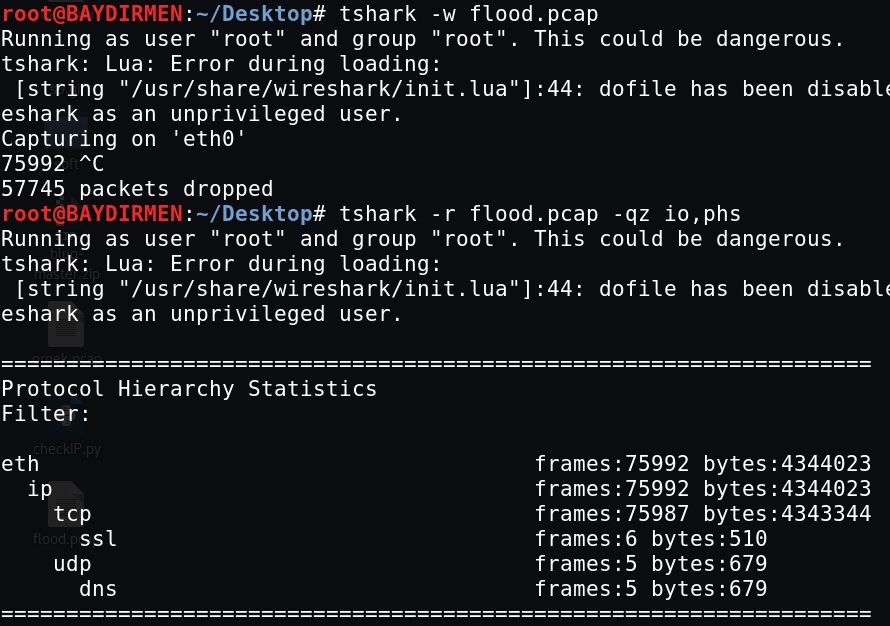 root@BAYDIRMEN:~/Desktop# tshark -w flood.pcap
Running as user "root" and group "root". This could be dangerous.
tshark: Lua: Error during loading:
 [string "/usr/share/wireshark/init.lua"]:44: dofile has been disable
eshark as an unprivileged user.
Capturing on 'eth0'
75992 ^C
57745 packets dropped
root@BAYDIRMEN:~/Desktop# tshark -r flood.pcap -qz io,phs
Running as user "root" and group "root". This could be dangerous.
tshark: Lua: Error during loading:
master.zip
 [string "/usr/share/wireshark/init.lua"]:44: dofile has been disable
eshark as an unprivileged user.
ornek.pcap
===================================================================
Protocol Hierarchy Statistics
Filter:
checkIP.py
eth frames:75992 bytes:4344023
  ip frames:75992 bytes:4344023
    tcp frames:75987 bytes:4343344
      ssl frames:6 bytes:510
    udp frames:5 bytes:679
      dns frames:5 bytes:679
===================================================================